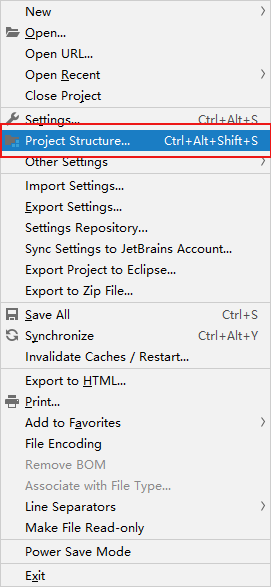 New
Open...
Open URL...
Open Recent
Close Project
Settings... Ctrl+Alt+S
Project Structure... Ctrl+Alt+Shift+S
Other Settings
Import Settings...
Export Settings...
Settings Repository...
Sync Settings to JetBrains Account...
Export Project to Eclipse...
Export to Zip File...
Save All Ctrl+S
Synchronize Ctrl+Alt+Y
Invalidate Caches / Restart...
Export to HTML...
Print...
Add to Favorites
File Encoding
Remove BOM
Associate with File Type...
Line Separators
Make File Read-only
Power Save Mode
Exit